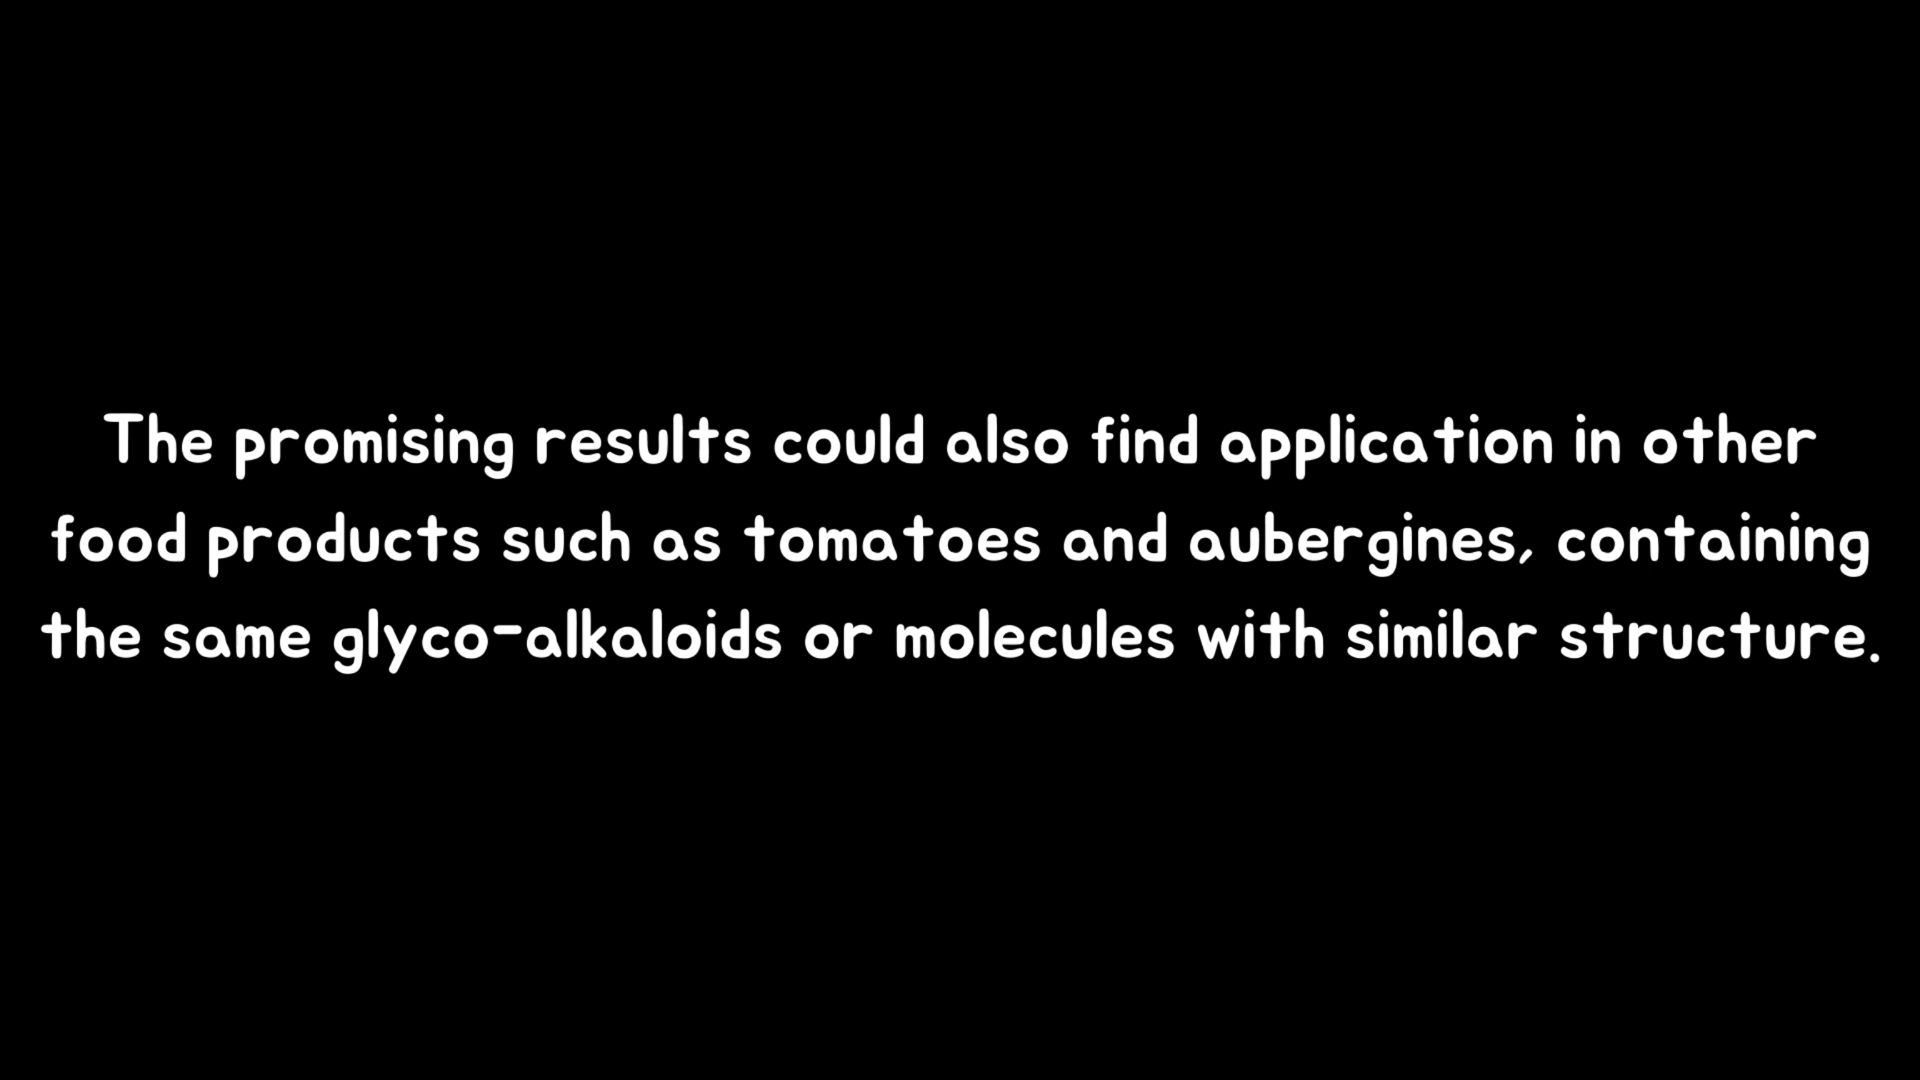 The promising results could also find application in other
food products such as tomatoes and aubergines, containing
the same glyco-alkaloids or molecules with similar structure.